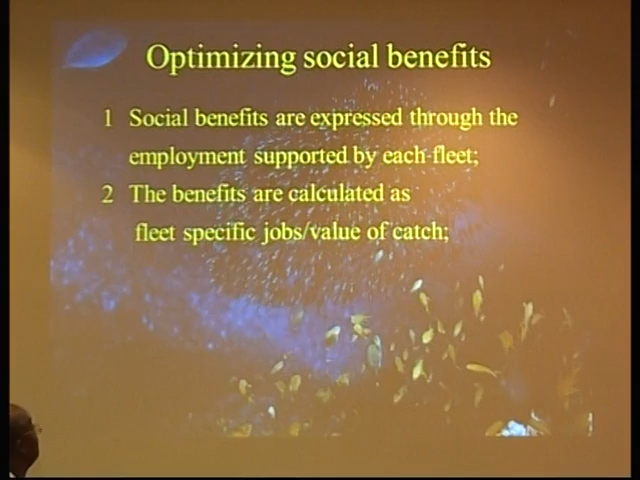 Optimizing social benefits
1 Social benefits are expressed through the
employment supported by each fleet;
2 The benefits are calculated as
fleet specific jobs/value of catch;